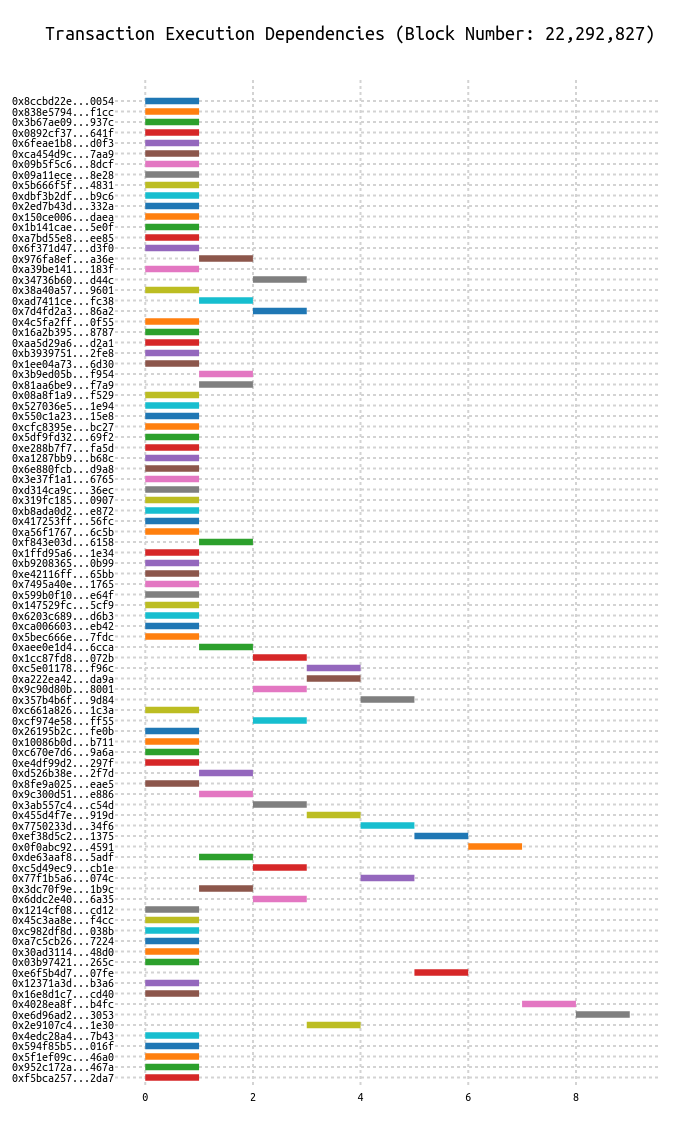 Transaction Execution Dependencies (Block Number: 22,292,827)
0x8ccbd22e...0054
0x838e5794...f1cc
0x3b67ae09...937c
0x0892cf37...641f
0x6feae1b8...d0f3
0xca454d9c...7aa9
0x09b5f5c6...8dcf
0x09a11ece...8e28
0x5b666f5f...4831
0xdbf3b2df...b9c6
0x2ed7b43d...332a
0x150ce006...daea
0x1b141cae...5e0f
0xa7bd55e8...ee85
0x6f371d47...d3f0
0x976fa8ef...a36e
0xa39be141...183f
0x34736b60...d44c
0x38a40a57...9601
0xad7411ce...fc38
0x7d4fd2a3...86a2
0x4c5fa2ff...0f55
0x16a2b395...8787
0xaa5d29a6...d2a1
0xb3939751...2fe8
0x1ee04a73...6d30
0x3b9ed05b...f954
0x81aa6be9...f7a9
0x08a8f1a9...f529
0x527036e5...1e94
0x550c1a23...15e8
0xcfc8395e...bc27
0x5df9fd32...69f2
0xe288b7f7...fa5d
0xa1287bb9...b68c
0x6e880fcb...d9a8
0x3e37f1a1...6765
0xd314ca9c...36ec
0x319fc185...0907
0xb8ada0d2...e872
0x417253ff...56fc
0xa56f1767...6c5b
0xf843e03d...6158
0x1ffd95a6...1e34
0xb9208365...0b99
0xe42116ff...65bb
0x7495a40e...1765
0x599b0f10...e64f
0x147529fc...5cf9
0x6203c689...d6b3
0xca006603...eb42
0x5bec666e...7fdc
0xaee0e1d4...6cca
0x1cc87fd8...072b
0xc5e01178...f96c
0xa222ea42...da9a
0x9c90d80b...8001
0x357b4b6f...9d84
0xc661a826...1c3a
0xcf974e58...ff55
0x26195b2c...fe0b
0x10086b0d...b711
0xc670e7d6...9a6a
0xe4df99d2...297f
0xd526b38e...2f7d
0x8fe9a025...eae5
0x9c300d51...e886
0x3ab557c4...c54d
0x455d4f7e...919d
0x7750233d...34f6
0xef38d5c2...1375
0x0f0abc92...4591
0xde63aaf8...5adf
0xc5d49ec9...cb1e
0x77f1b5a6...074c
0x3dc70f9e...1b9c
0x6ddc2e40...6a35
0x1214cf08...cd12
0x45c3aa8e...f4cc
0xc982df8d...038b
0xa7c5cb26...7224
0x30ad3114...48d0
0x03b97421...265c
0xe6f5b4d7...07fe
0x12371a3d...b3a6
0x16e8d1c7...cd40
0x4028ea8f...b4fc
0xe6d96ad2...3053
0x2e9107c4...1e30
0x4edc28a4...7b43
0x594f85b5...016f
0x5f1ef09c...46a0
0x952c172a...467a
0xf5bca257...2da7
0 2 4 6 8